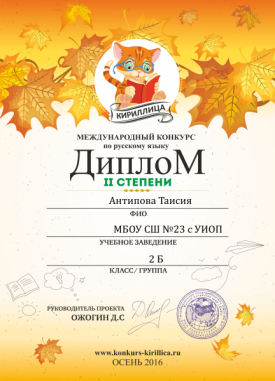 КИРИЛЛИЦА
МЕЖДУНАРОДНЫЙ КОНКУРС
по русскому языку
ДИПЛОМ
II СТЕПЕНИ
Антипова Таисия
ФИО
МБОУ СШ №23 с УИОП
УЧЕБНОЕ ЗАВЕДЕНИЕ
2 Б
КЛАСС / ГРУППА
РУКОВОДИТЕЛЬ ПРОЕКТА
ОЖОГИН Д.С
www.konkurs-kirillica.ru
ОСЕНЬ 2016